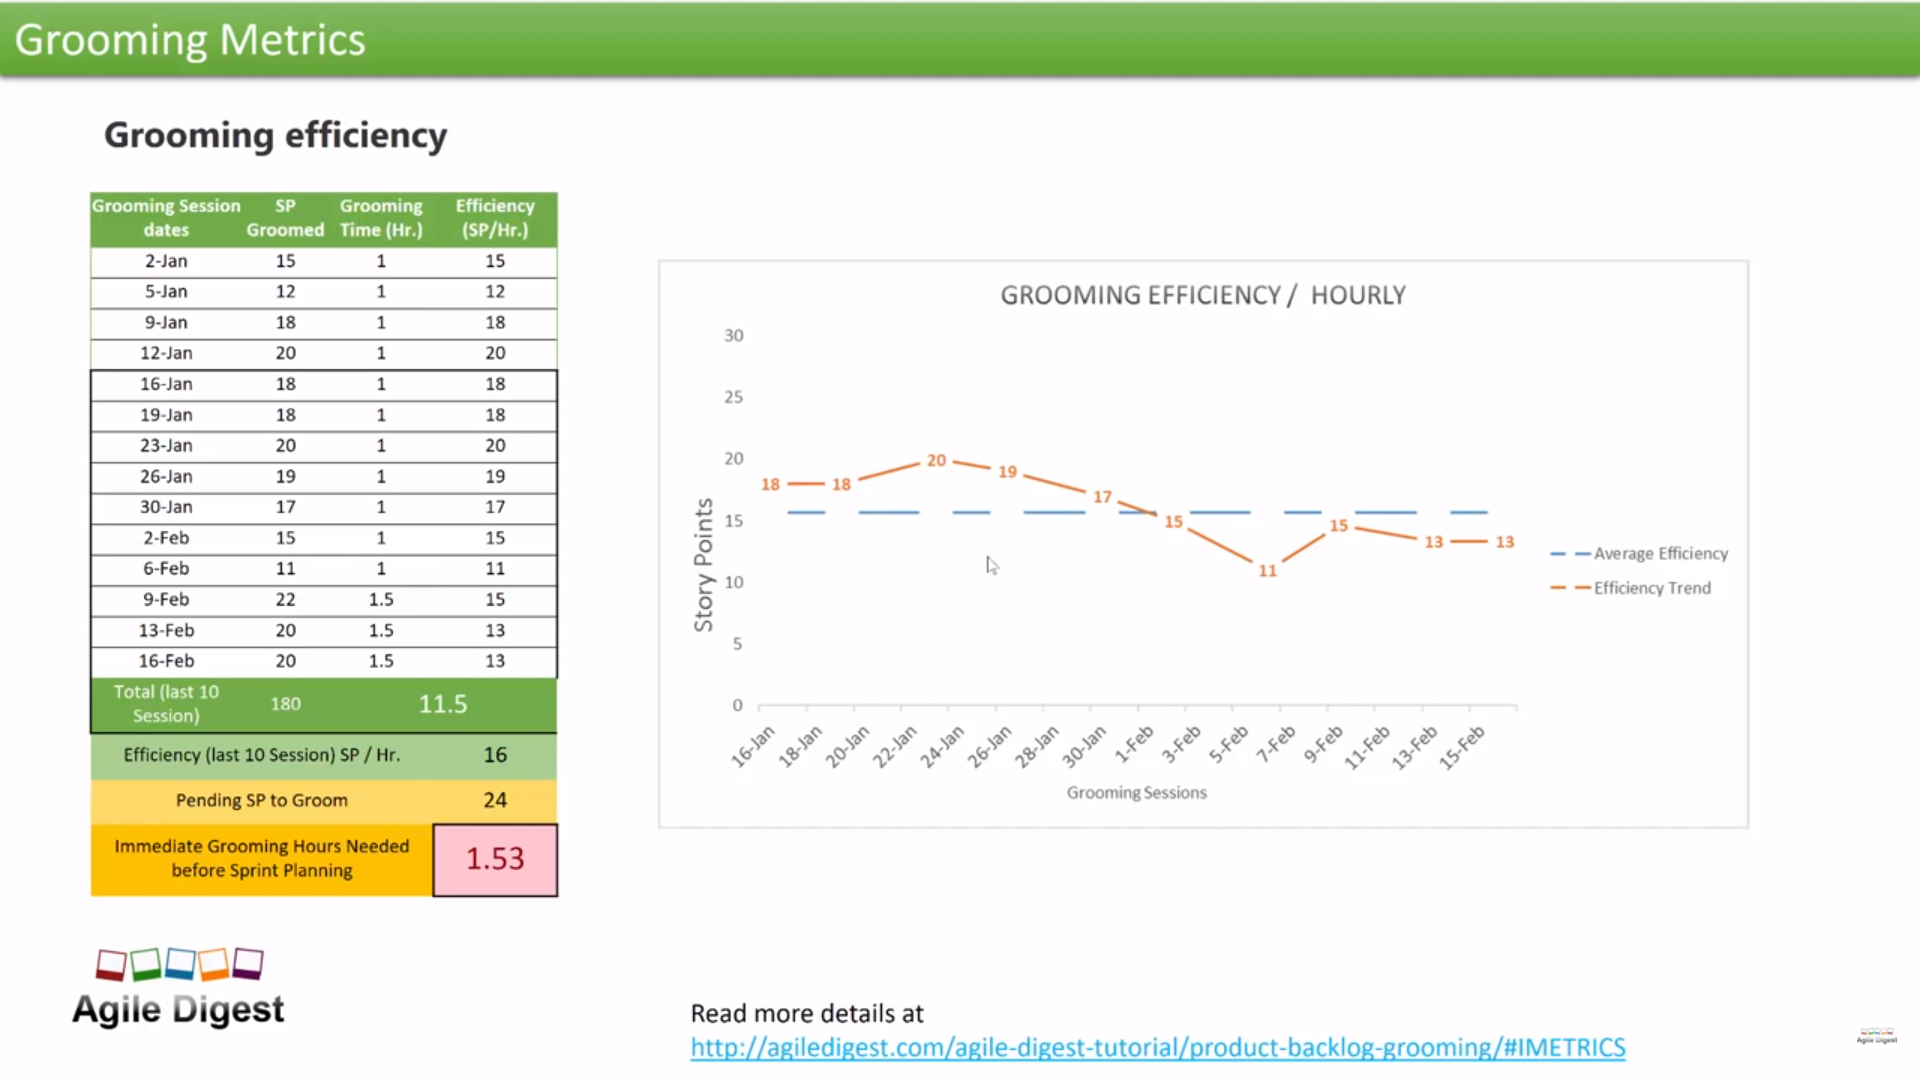 Grooming Metrics
Grooming efficiency
Grooming Session dates SP Groomed Grooming Time (Hr.) Efficiency (SP/Hr.)
2-Jan 15 1 15
5-Jan 12 1 12
9-Jan 18 1 18
12-Jan 20 1 20
16-Jan 18 1 18
19-Jan 18 1 18
23-Jan 20 1 20
26-Jan 19 1 19
30-Jan 17 1 17
2-Feb 15 1 15
6-Feb 11 1 11
9-Feb 22 1.5 15
13-Feb 20 1.5 13
16-Feb 20 1.5 13
Total (last 10 Session) 180 11.5
Efficiency (last 10 Session) SP / Hr. 16
Pending SP to Groom 24
Immediate Grooming Hours Needed before Sprint Planning 1.53
GROOMING EFFICIENCY / HOURLY
30
25
20
15
10
5
0
Story Points
18 18 20 19 17 15 11 15 13 13
16-Jan 18-Jan 20-Jan 22-Jan 24-Jan 26-Jan 28-Jan 30-Jan 1-Feb 3-Feb 5-Feb 7-Feb 9-Feb 11-Feb 13-Feb 15-Feb
Grooming Sessions
Average Efficiency
Efficiency Trend
Agile Digest
Read more details at
http://agiledigest.com/agile-digest-tutorial/product-backlog-grooming/#IMETRICS
Agile Digest